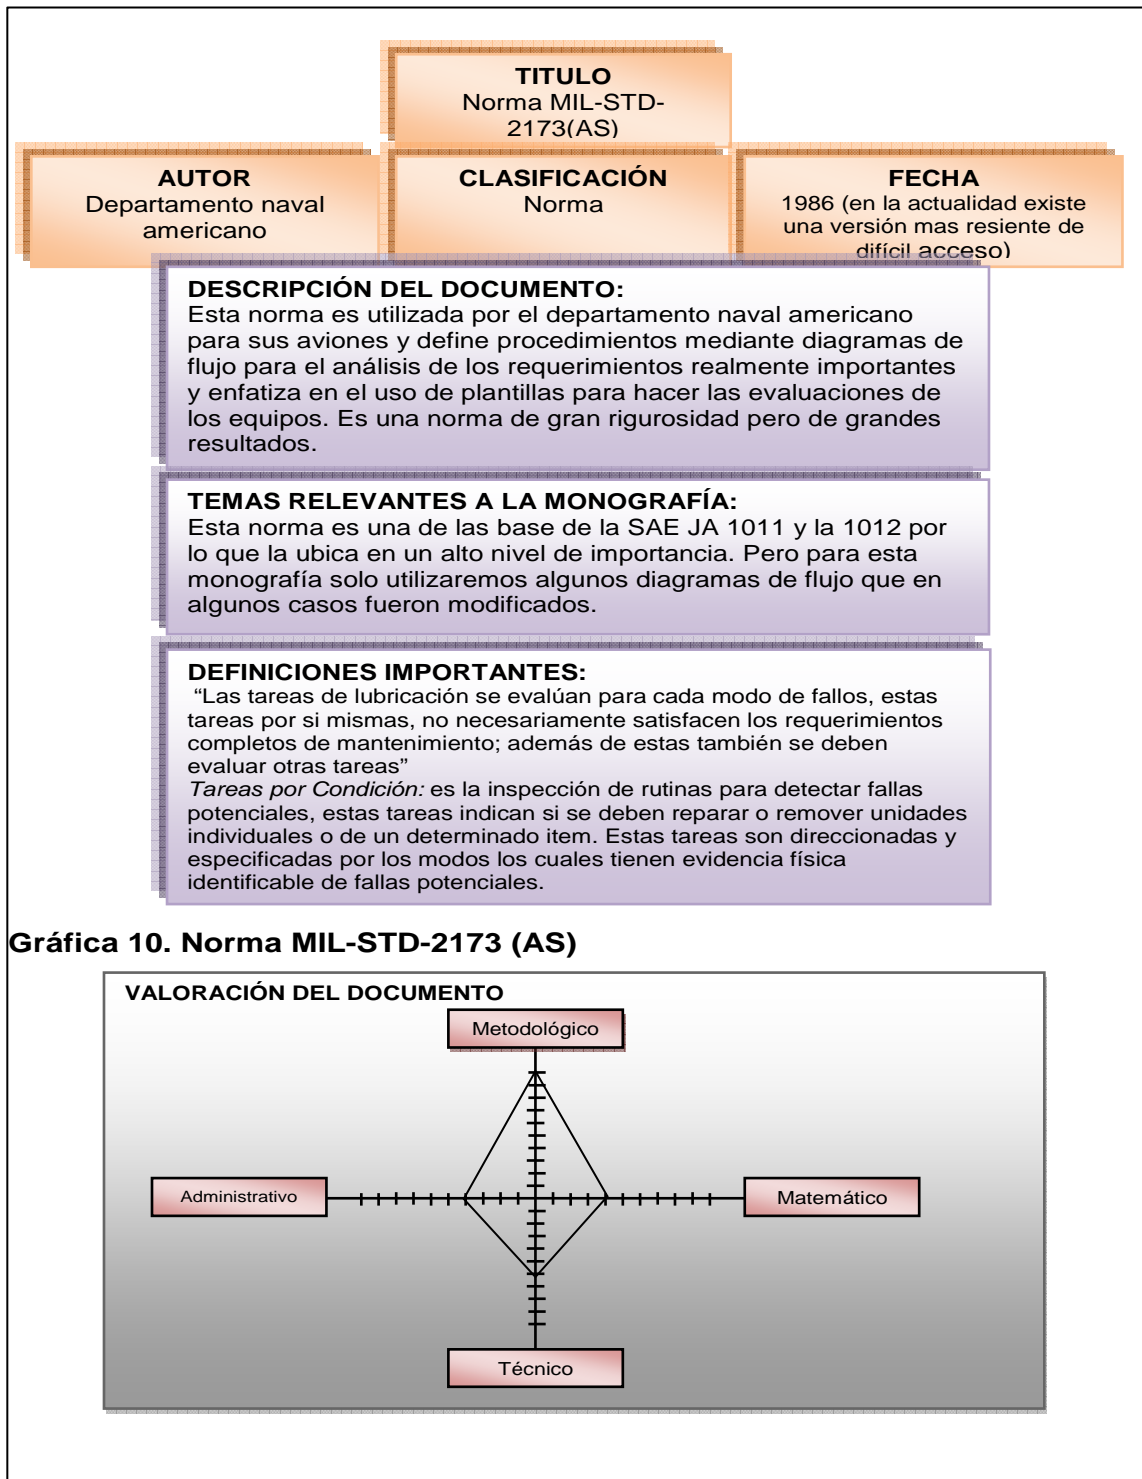 TITULO
Norma MIL-STD-
2173(AS)
AUTOR
Departamento naval
americano
CLASIFICACIÓN
Norma
FECHA
1986 (en la actualidad existe
una versión mas resiente de
difícil acceso)
DESCRIPCIÓN DEL DOCUMENTO:
Esta norma es utilizada por el departamento naval americano
para sus aviones y define procedimientos mediante diagramas de
flujo para el análisis de los requerimientos realmente importantes
y enfatiza en el uso de plantillas para hacer las evaluaciones de
los equipos. Es una norma de gran rigurosidad pero de grandes
resultados.
TEMAS RELEVANTES A LA MONOGRAFÍA:
Esta norma es una de las base de la SAE JA 1011 y la 1012 por
lo que la ubica en un alto nivel de importancia. Pero para esta
monografía solo utilizaremos algunos diagramas de flujo que en
algunos casos fueron modificados.
DEFINICIONES IMPORTANTES:
“Las tareas de lubricación se evalúan para cada modo de fallos, estas
tareas por si mismas, no necesariamente satisfacen los requerimientos
completos de mantenimiento; además de estas también se deben
evaluar otras tareas”
Tareas por Condición: es la inspección de rutinas para detectar fallas
potenciales, estas tareas indican si se deben reparar o remover unidades
individuales o de un determinado item. Estas tareas son direccionadas y
especificadas por los modos los cuales tienen evidencia física
identificable de fallas potenciales.
Gráfica 10. Norma MIL-STD-2173 (AS)
VALORACIÓN DEL DOCUMENTO
Metodológico
Administrativo
Matemático
Técnico